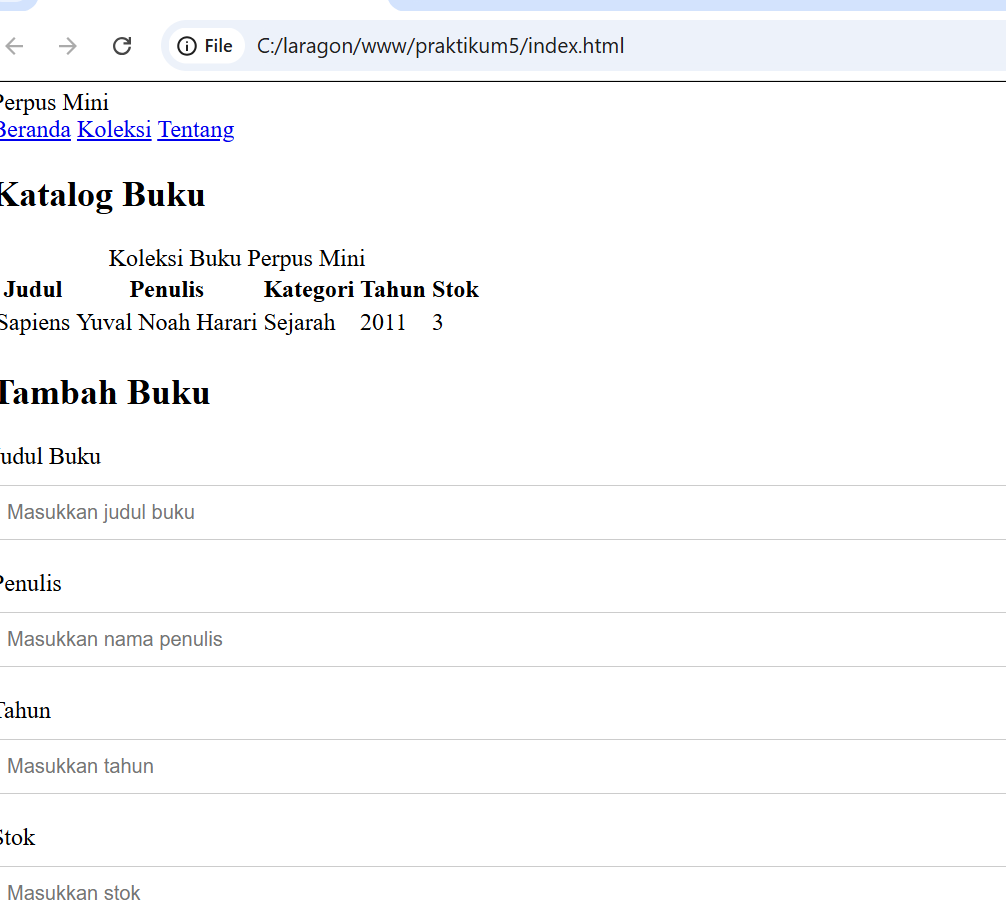 File C:/laragon/www/praktikum5/index.html
Perpus Mini
Beranda Koleksi Tentang
Katalog Buku
Koleksi Buku Perpus Mini
Judul Penulis Kategori Tahun Stok
Sapiens Yuval Noah Harari Sejarah 2011 3
Tambah Buku
Judul Buku
Masukkan judul buku
Penulis
Masukkan nama penulis
Tahun
Masukkan tahun
Stok
Masukkan stok